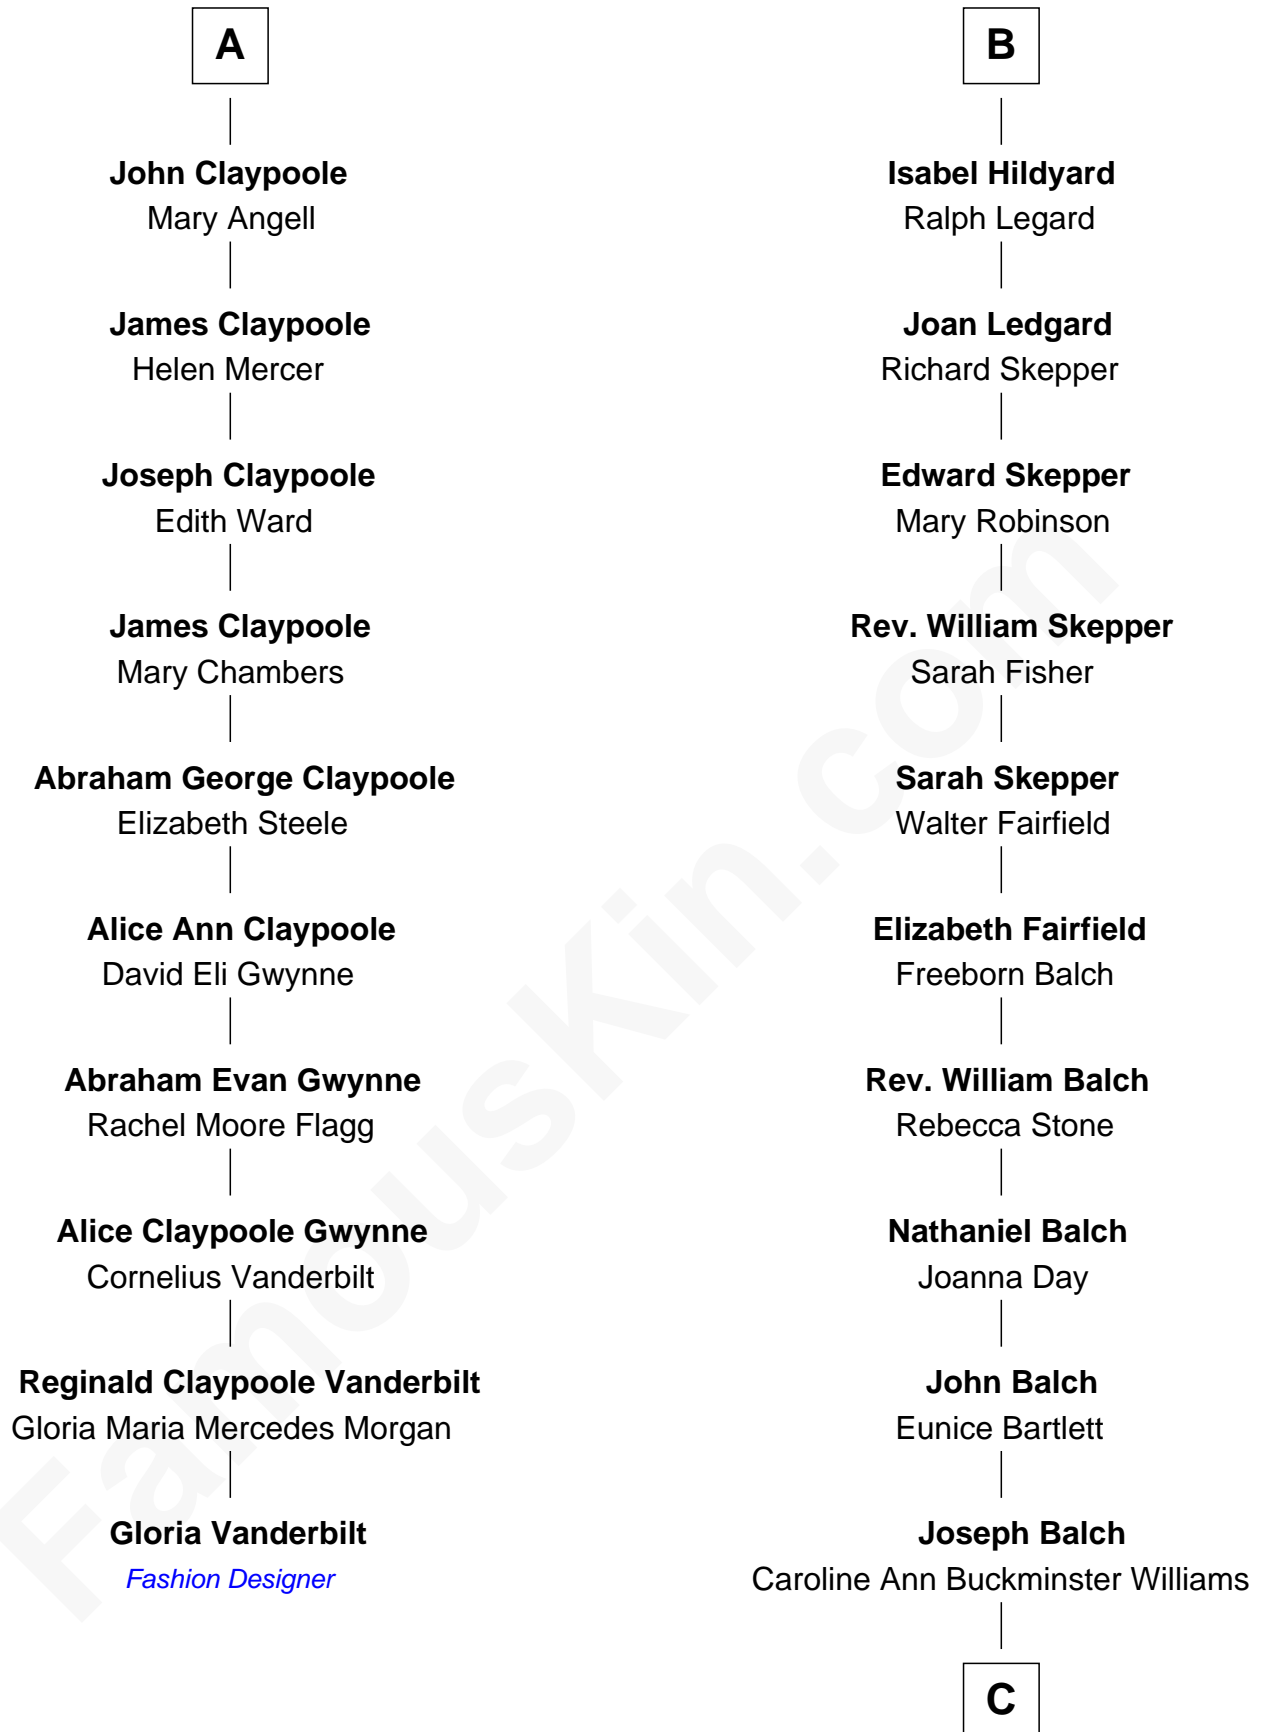 A
John Claypoole
Mary Angell
James Claypoole
Helen Mercer
Joseph Claypoole
Edith Ward
James Claypoole
Mary Chambers
Abraham George Claypoole
Elizabeth Steele
Alice Ann Claypoole
David Eli Gwynne
Abraham Evan Gwynne
Rachel Moore Flagg
Alice Claypoole Gwynne
Cornelius Vanderbilt
Reginald Claypoole Vanderbilt
Gloria Maria Mercedes Morgan
Gloria Vanderbilt
Fashion Designer
B
Isabel Hildyard
Ralph Legard
Joan Ledgard
Richard Skepper
Edward Skepper
Mary Robinson
Rev. William Skepper
Sarah Fisher
Sarah Skepper
Walter Fairfield
Elizabeth Fairfield
Freeborn Balch
Rev. William Balch
Rebecca Stone
Nathaniel Balch
Joanna Day
John Balch
Eunice Bartlett
Joseph Balch
Caroline Ann Buckminster Williams
C
FamousKin.com